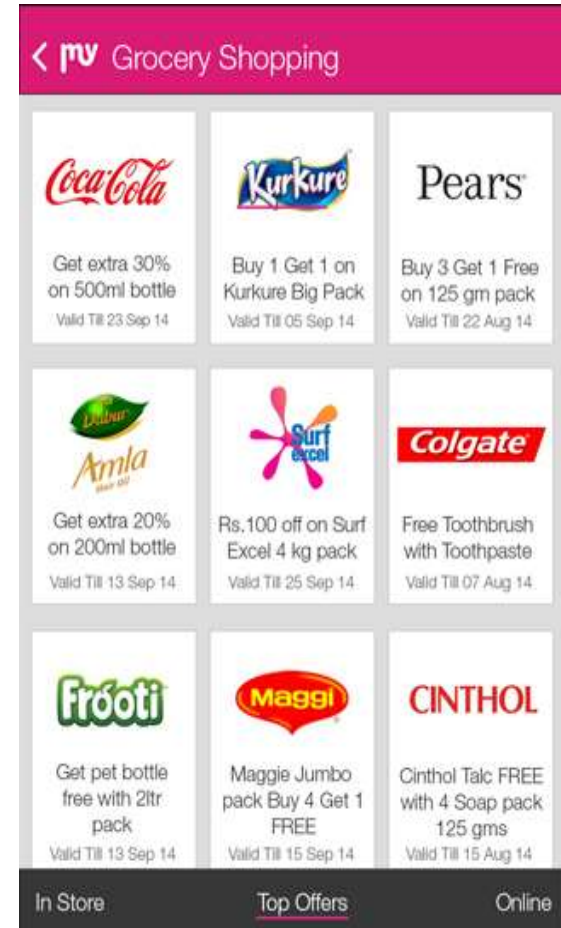 my Grocery Shopping
Coca-Cola
Get extra 30%
on 500ml bottle
Valid Till 23 Sep 14
Kurkure
Buy 1 Get 1 on
Kurkure Big Pack
Valid Till 05 Sep 14
Pears
Buy 3 Get 1 Free
on 125 gm pack
Valid Till 22 Aug 14
Dabur
Amla
Hair Oil
Get extra 20%
on 200ml bottle
Valid Till 13 Sep 14
Surf
excel
Rs.100 off on Surf
Excel 4 kg pack
Valid Till 25 Sep 14
Colgate
Free Toothbrush
with Toothpaste
Valid Till 07 Aug 14
Frooti
Get pet bottle
free with 2ltr
pack
Valid Till 13 Sep 14
Maggi
Maggie Jumbo
pack Buy 4 Get 1
FREE
Valid Till 15 Sep 14
CINTHOL
Cinthol Talc FREE
with 4 Soap pack
125 gms
Valid Till 15 Aug 14
In Store Top Offers Online